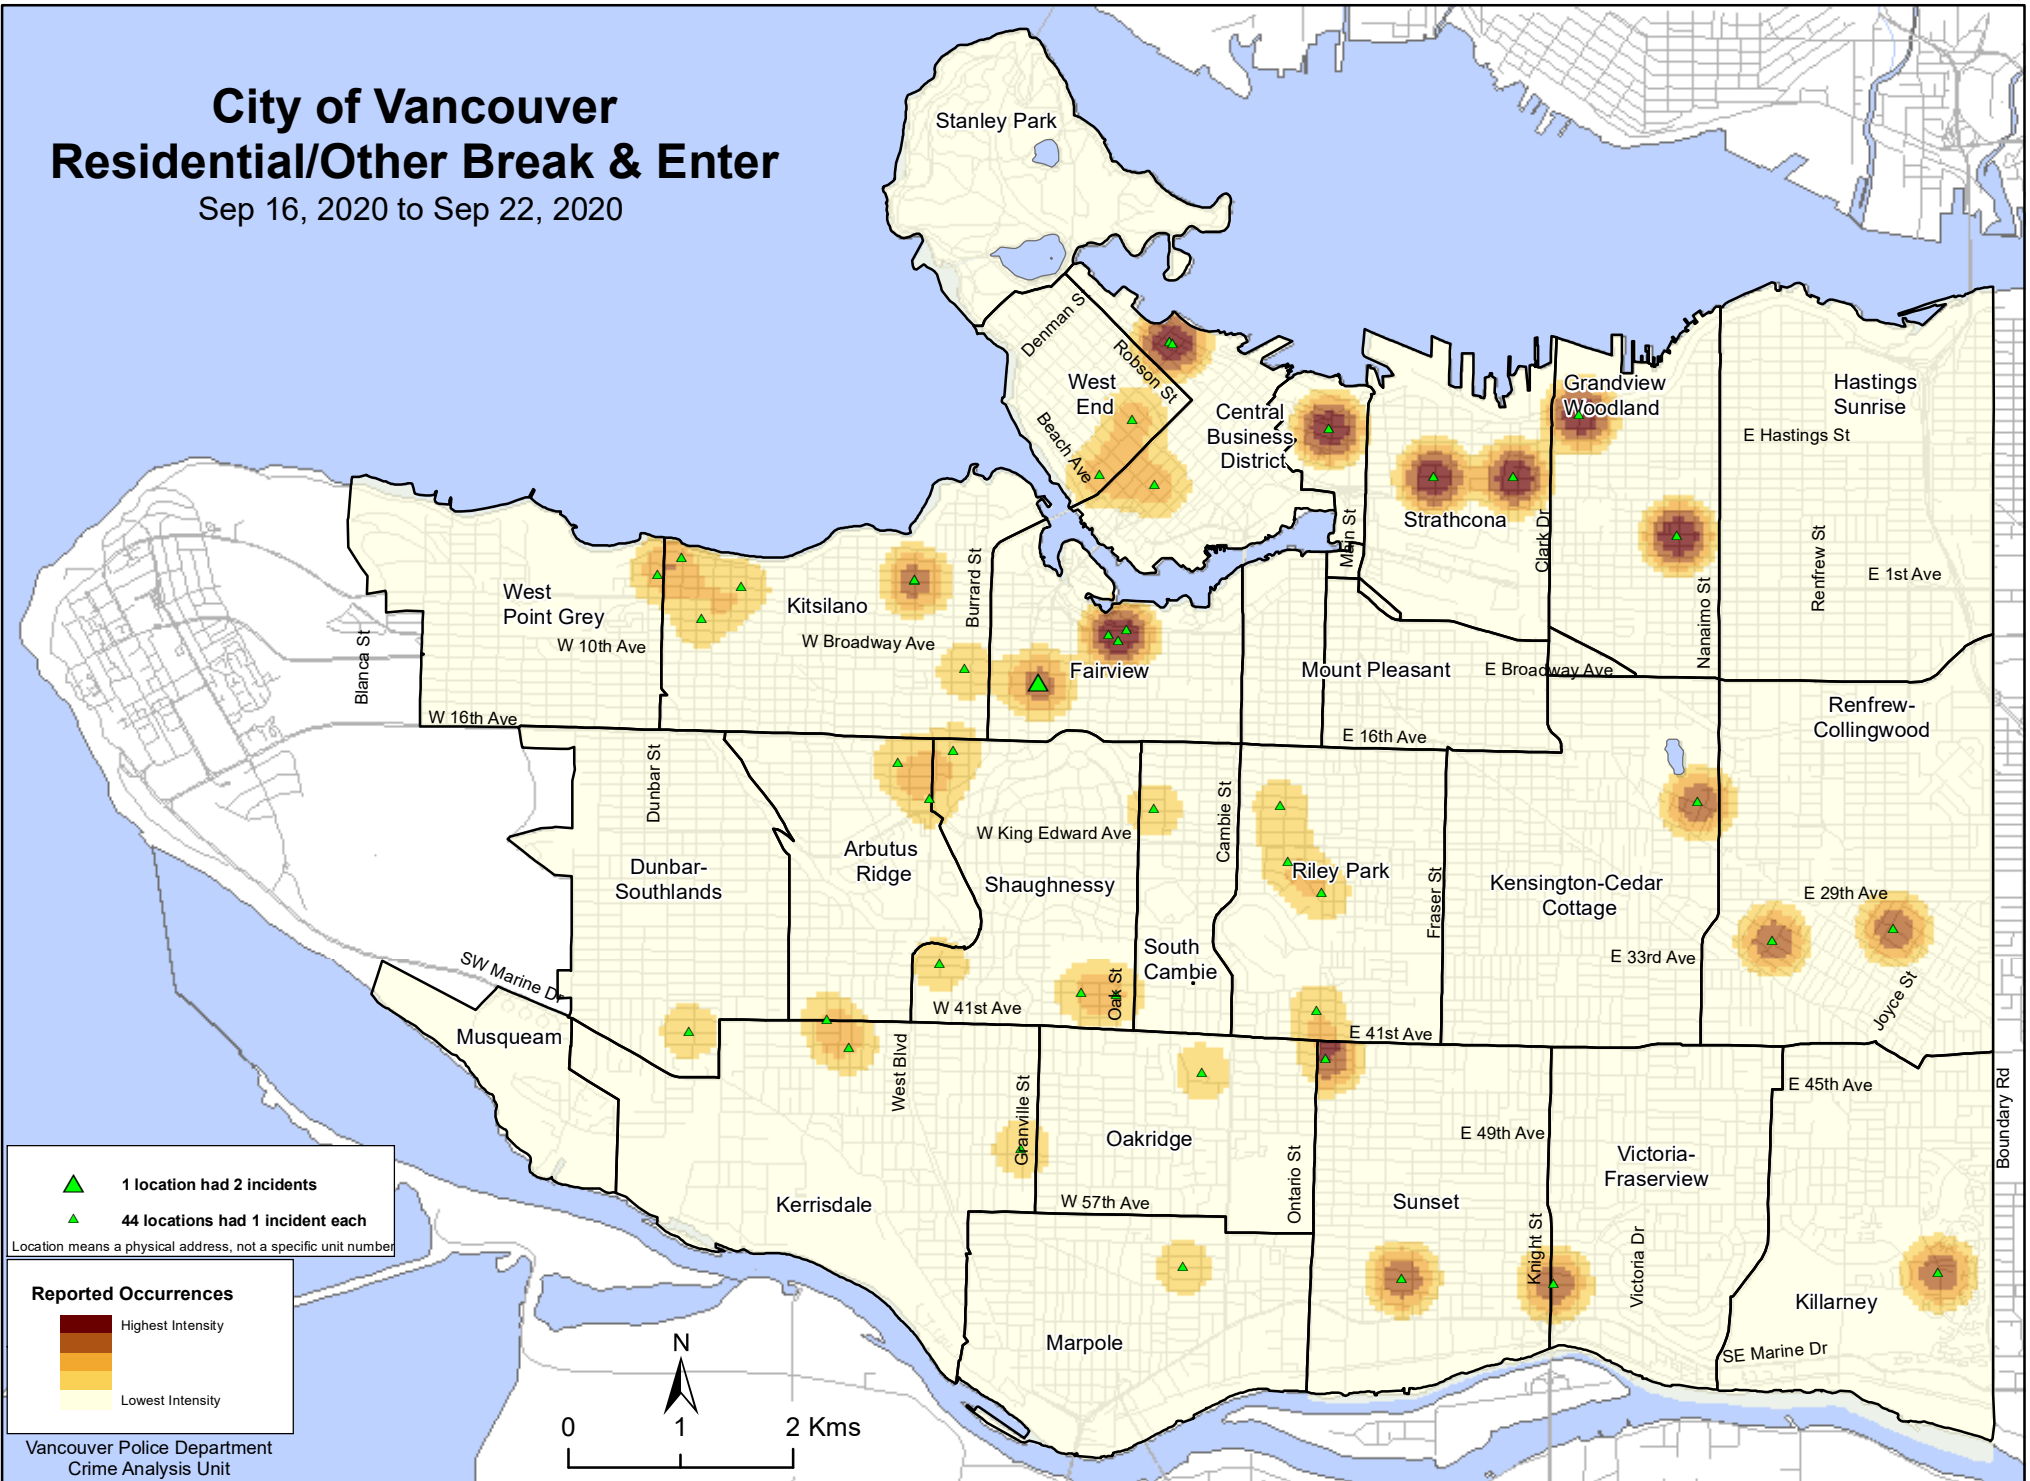 City of Vancouver
Residential/Other Break & Enter
Sep 16, 2020 to Sep 22, 2020
Stanley Park
Denman S
Robson St
West
End
Beach Ave
Central
Business
District
Grandview
Woodland
Hastings
Sunrise
E Hastings St
Strathcona
Main St
Clark Dr
Nanaimo St
Renfrew St
E 1st Ave
West
Point Grey
W 10th Ave
Blanca St
Kitsilano
W Broadway Ave
Burrard St
Fairview
Mount Pleasant
E Broadway Ave
W 16th Ave
E 16th Ave
Renfrew-
Collingwood
Dunbar St
Dunbar-
Southlands
Arbutus
Ridge
W King Edward Ave
Shaughnessy
Cambie St
Riley Park
Fraser St
Kensington-Cedar
Cottage
E 29th Ave
E 33rd Ave
South
Cambie
Oak St
Joyce St
SW Marine Dr
W 41st Ave
E 41st Ave
Musqueam
West Blvd
Granville St
Oakridge
E 45th Ave
E 49th Ave
Boundary Rd
Victoria-
Fraserview
Ontario St
W 57th Ave
Kerrisdale
Sunset
Knight St
Victoria Dr
Killarney
Marpole
SE Marine Dr
1 location had 2 incidents
44 locations had 1 incident each
Location means a physical address, not a specific unit number
Reported Occurrences
Highest Intensity
Lowest Intensity
N
0 1 2 Kms
Vancouver Police Department
Crime Analysis Unit